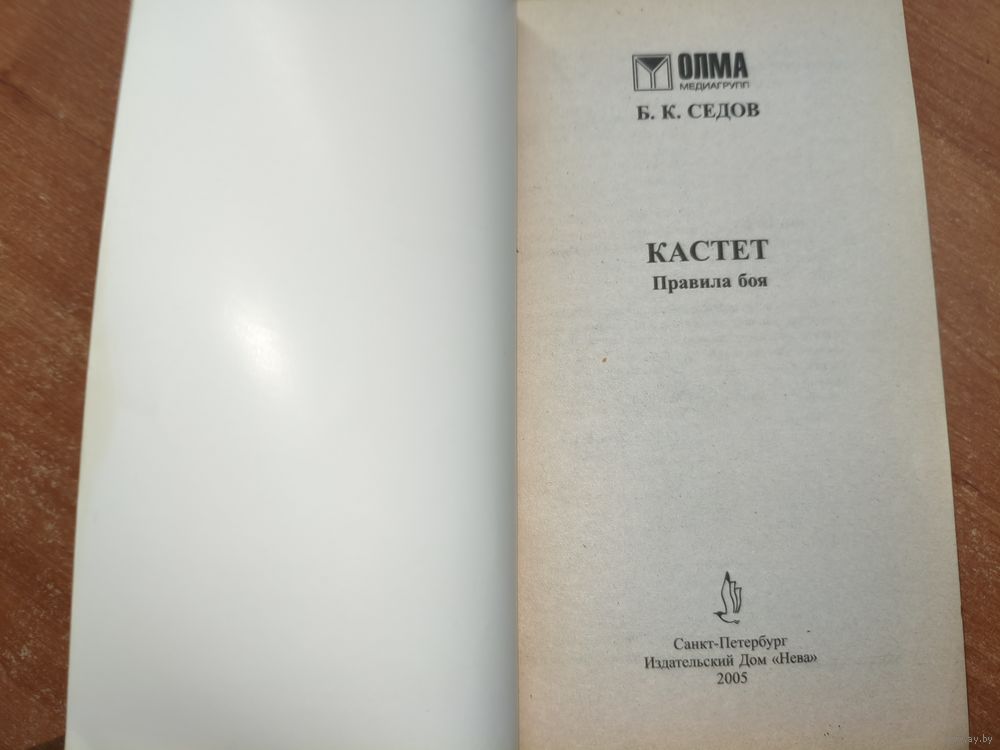 ОЛМА
МЕДИАГРУПП
Б. К. СЕДОВ
КАСТЕТ
Правила боя
Санкт-Петербург
Издательский Дом «Нева»
2005